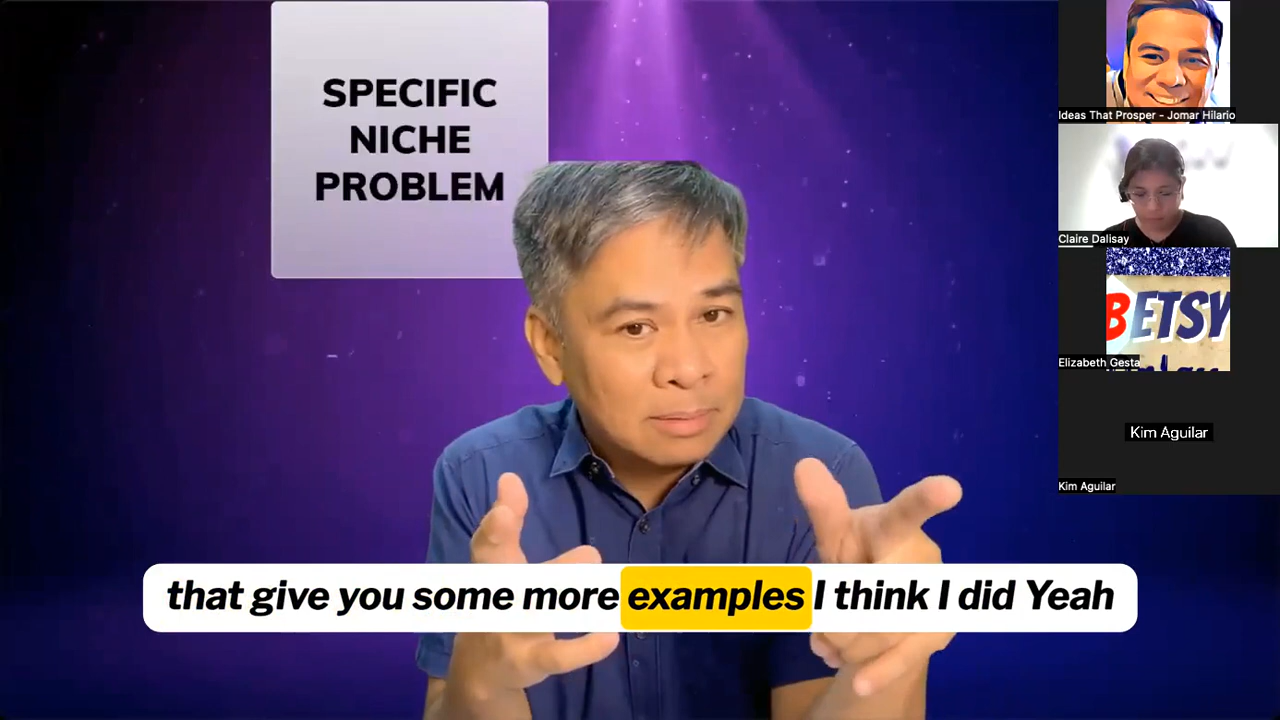 SPECIFIC
NICHE
PROBLEM
that give you some more examples I think I did Yeah
Ideas That Prosper - Jomar Hilario
Claire Dalisay
BETSY
Elizabeth Gesta
Kim Aguilar
Kim Aguilar